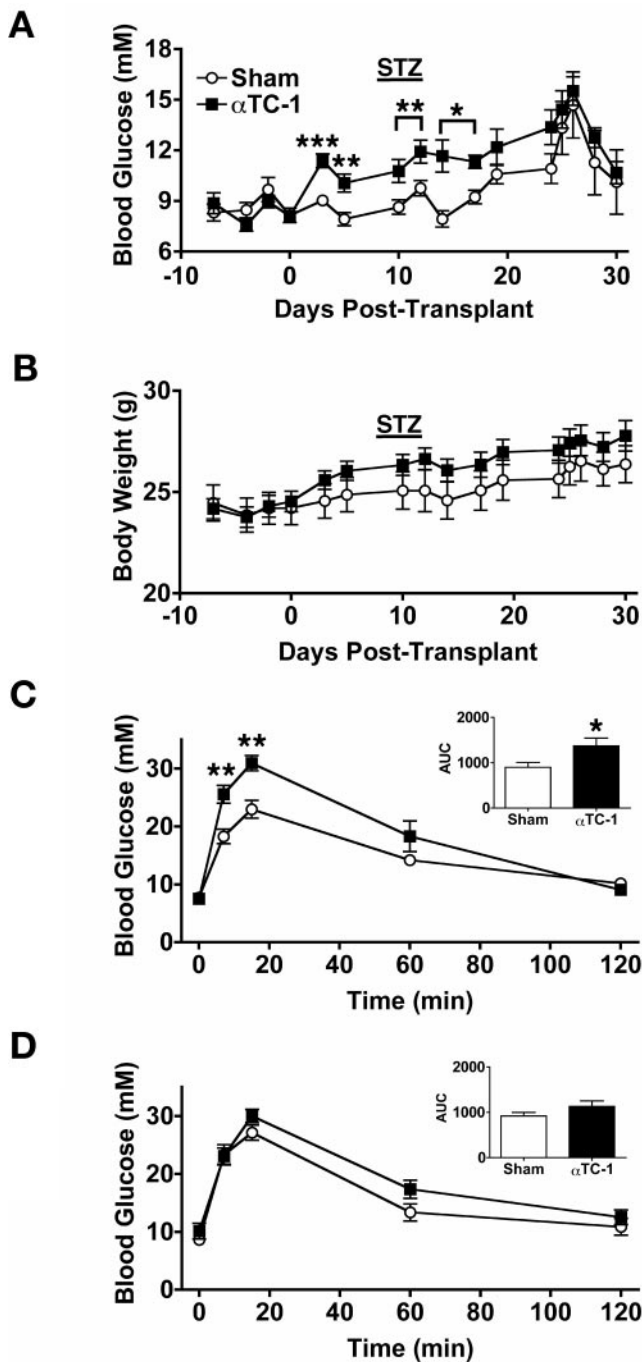 A
Blood Glucose (mM)
18
15
12
9
6
Sham
αTC-1
STZ
***
**
**
*
-10 0 10 20 30
Days Post-Transplant
B
Body Weight (g)
30
25
20
STZ
-10 0 10 20 30
Days Post-Transplant
C
Blood Glucose (mM)
30
20
10
0
** **
AUC
2000
1000
0
*
Sham αTC-1
0 20 40 60 80 100 120
Time (min)
D
Blood Glucose (mM)
30
20
10
0
AUC
2000
1000
0
Sham αTC-1
0 20 40 60 80 100 120
Time (min)